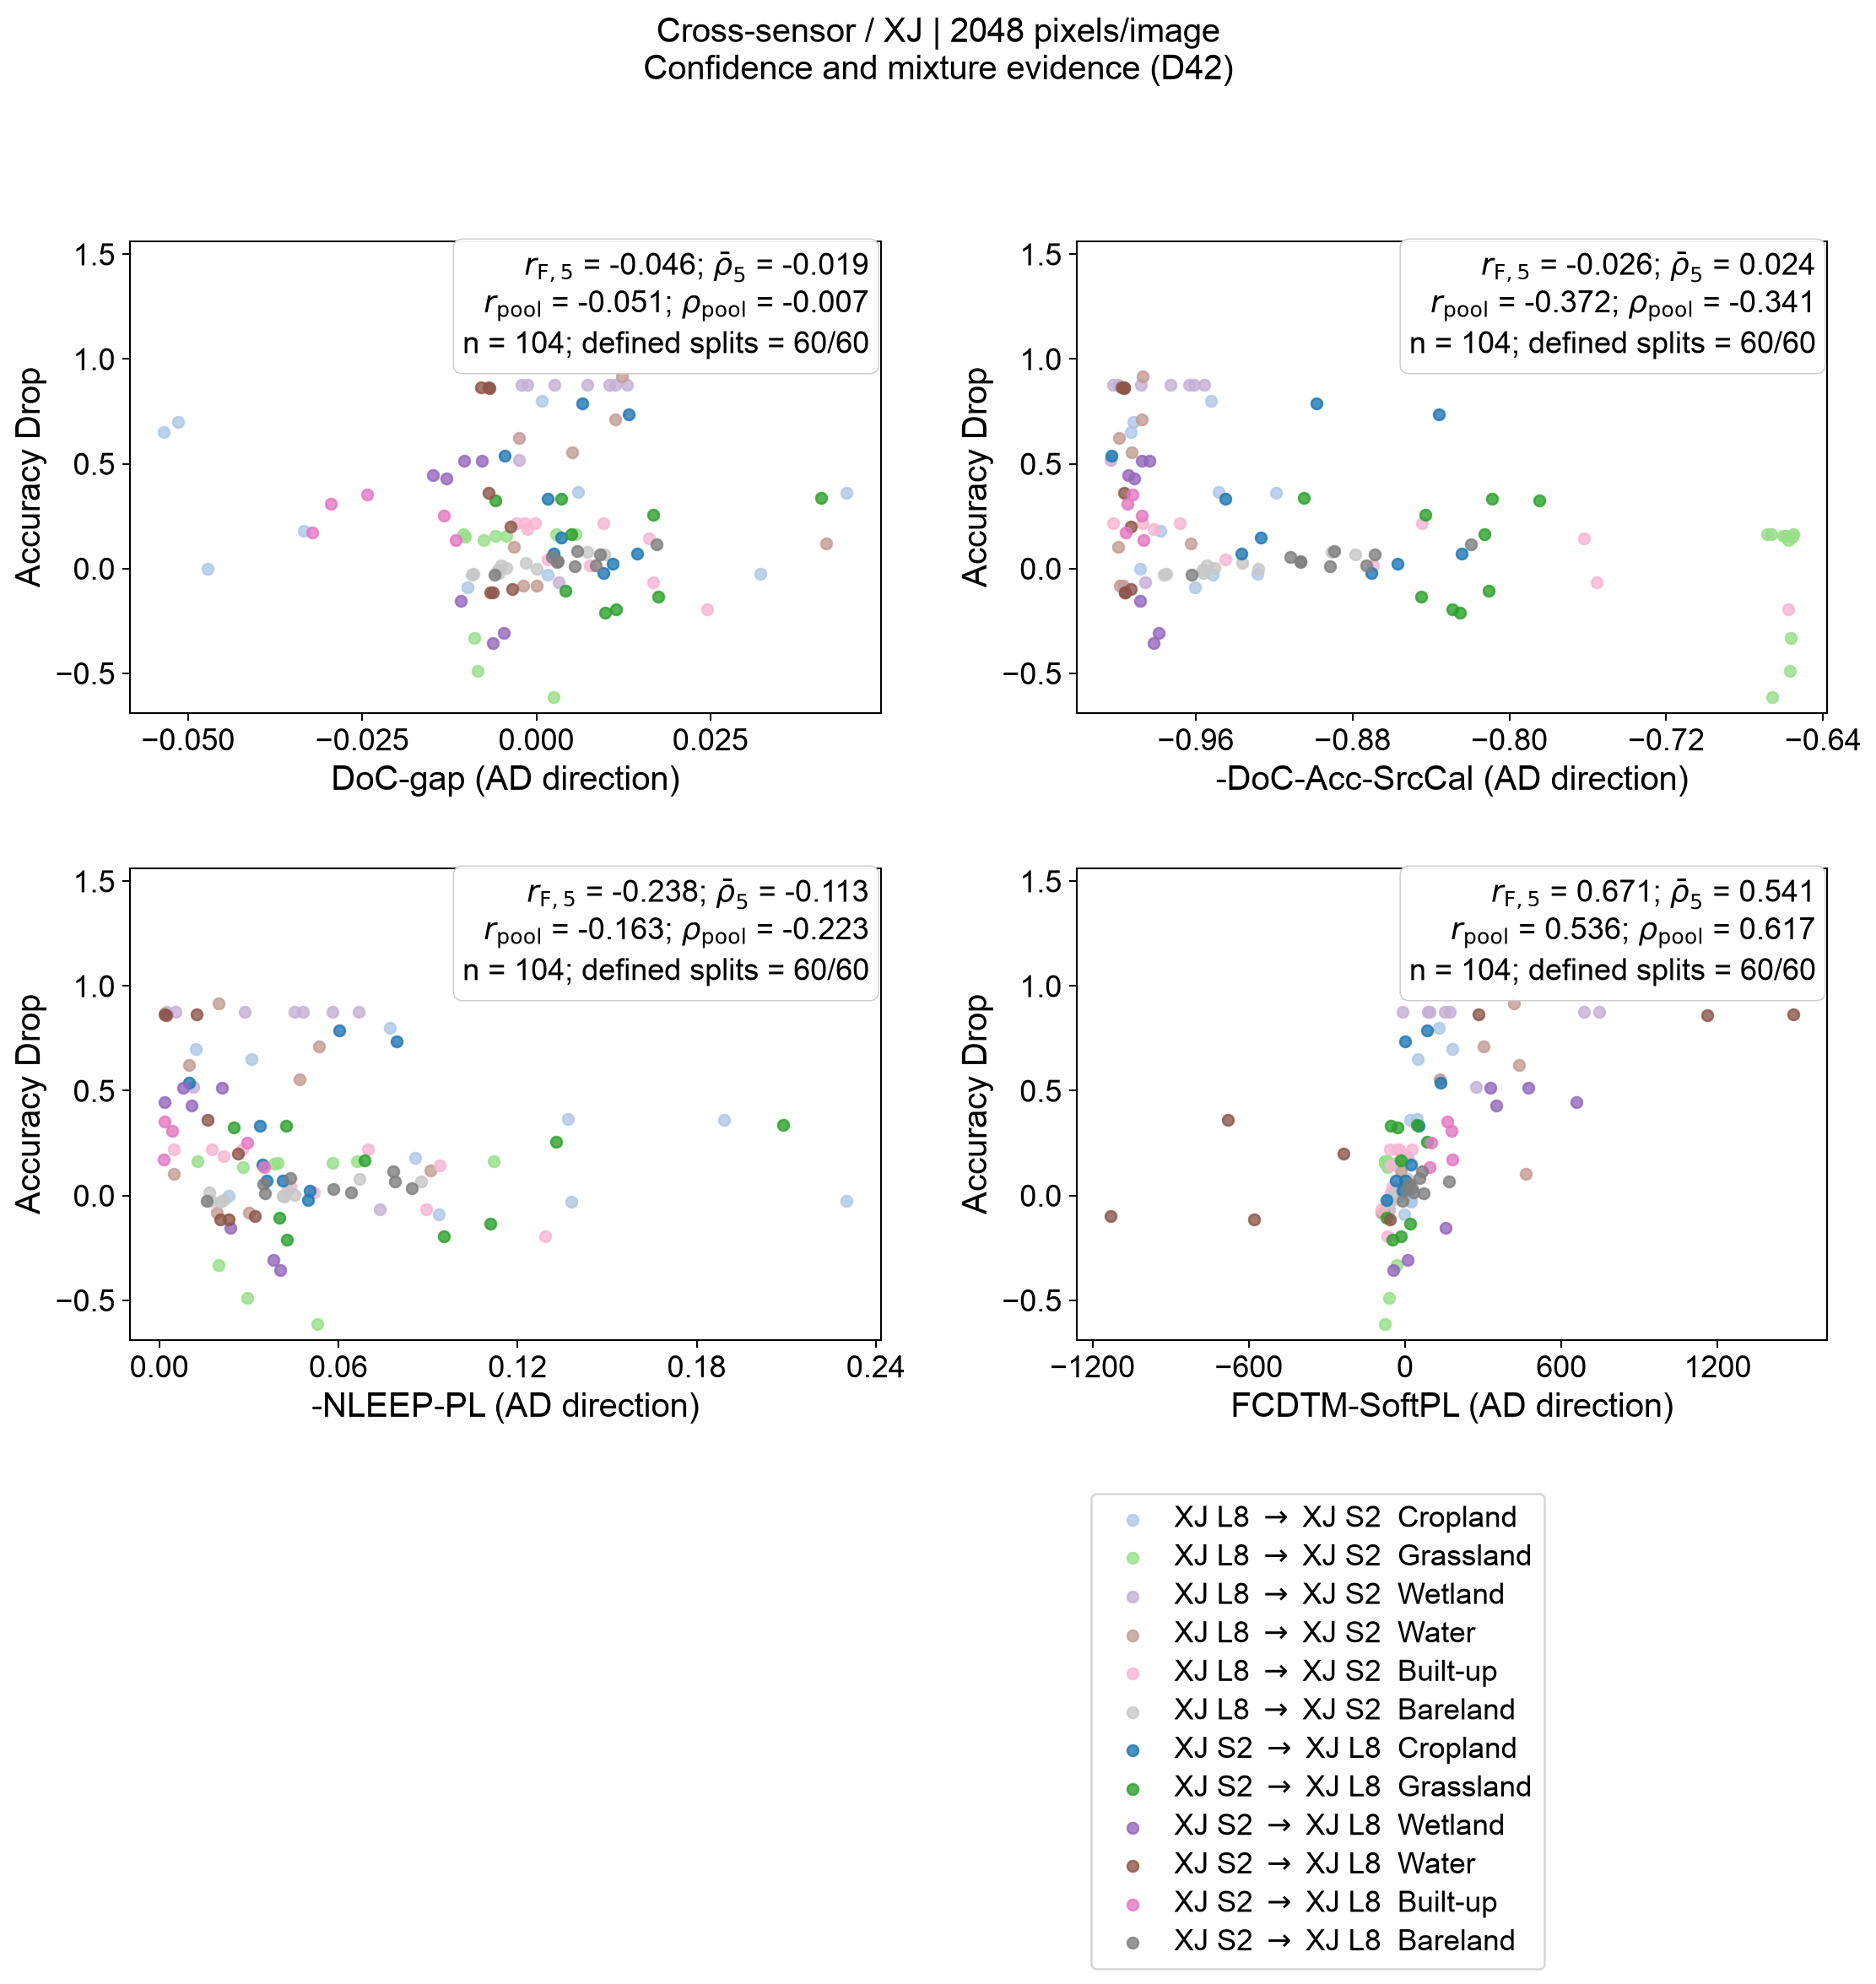 Cross-sensor / XJ | 2048 pixels/image
Confidence and mixture evidence (D42)
r_F,5 = -0.046; ρ̄_5 = -0.019
r_pool = -0.051; ρ_pool = -0.007
n = 104; defined splits = 60/60
1.5
1.0
0.5
0.0
−0.5
Accuracy Drop
−0.050
−0.025
0.000
0.025
DoC-gap (AD direction)
r_F,5 = -0.026; ρ̄_5 = 0.024
r_pool = -0.372; ρ_pool = -0.341
n = 104; defined splits = 60/60
1.5
1.0
0.5
0.0
−0.5
Accuracy Drop
−0.96
−0.88
−0.80
−0.72
−0.64
-DoC-Acc-SrcCal (AD direction)
r_F,5 = -0.238; ρ̄_5 = -0.113
r_pool = -0.163; ρ_pool = -0.223
n = 104; defined splits = 60/60
1.5
1.0
0.5
0.0
−0.5
Accuracy Drop
0.00
0.06
0.12
0.18
0.24
-NLEEP-PL (AD direction)
r_F,5 = 0.671; ρ̄_5 = 0.541
r_pool = 0.536; ρ_pool = 0.617
n = 104; defined splits = 60/60
1.5
1.0
0.5
0.0
−0.5
Accuracy Drop
−1200
−600
0
600
1200
FCDTM-SoftPL (AD direction)
XJ L8 → XJ S2 Cropland
XJ L8 → XJ S2 Grassland
XJ L8 → XJ S2 Wetland
XJ L8 → XJ S2 Water
XJ L8 → XJ S2 Built-up
XJ L8 → XJ S2 Bareland
XJ S2 → XJ L8 Cropland
XJ S2 → XJ L8 Grassland
XJ S2 → XJ L8 Wetland
XJ S2 → XJ L8 Water
XJ S2 → XJ L8 Built-up
XJ S2 → XJ L8 Bareland